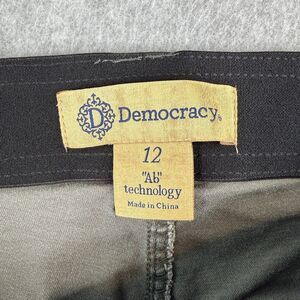 D Democracy®
12
"Ab"
technology
Made in China